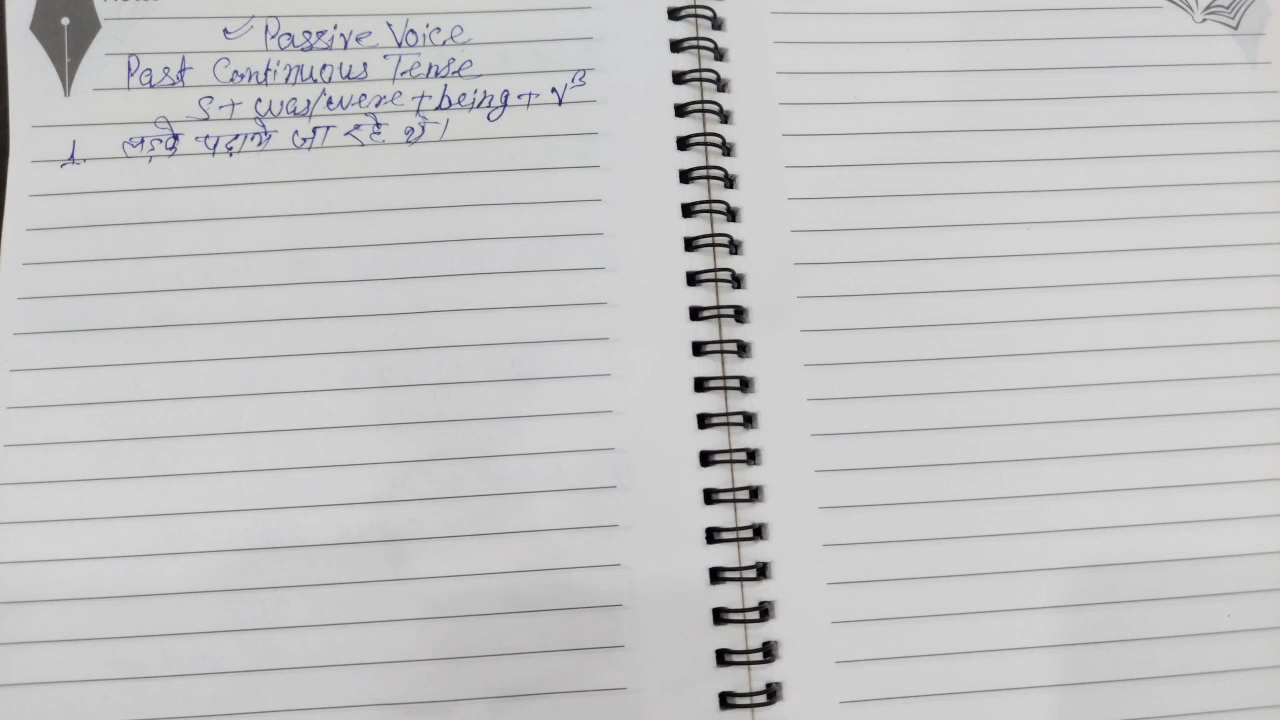 Passive Voice
Past Continuous Tense
S + was/were + being + V³
1. लड़के पढ़ाये जा रहे थे।